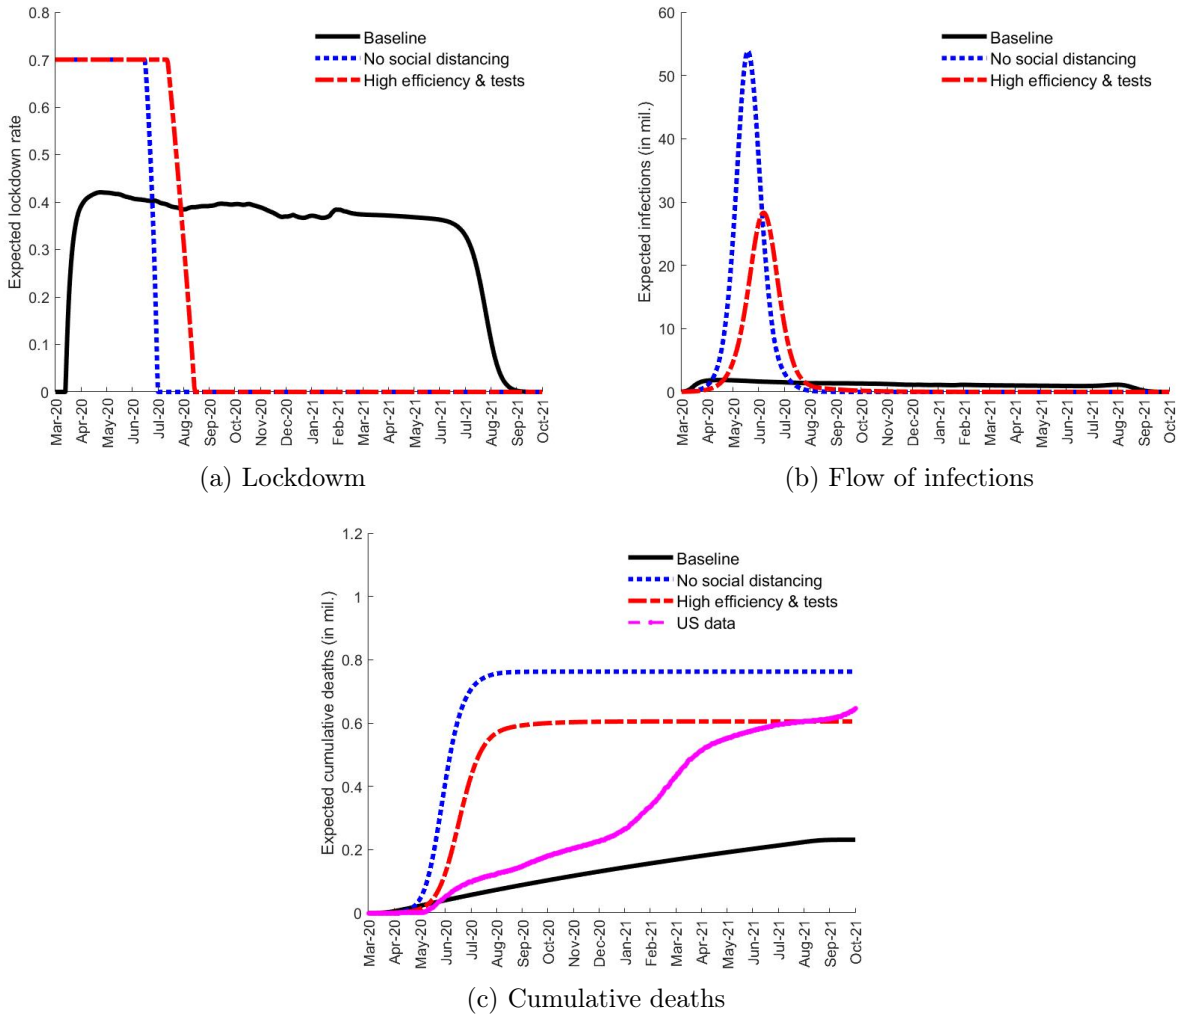 0.8
0.7
0.6
0.5
0.4
0.3
0.2
0.1
0
Expected lockdown rate
Baseline
No social distancing
High efficiency & tests
Mar-20
Apr-20
May-20
Jun-20
Jul-20
Aug-20
Sep-20
Oct-20
Nov-20
Dec-20
Jan-21
Feb-21
Mar-21
Apr-21
May-21
Jun-21
Jul-21
Aug-21
Sep-21
Oct-21
(a) Lockdowm
60
50
40
30
20
10
0
Expected infections (in mil.)
Baseline
No social distancing
High efficiency & tests
Mar-20
Apr-20
May-20
Jun-20
Jul-20
Aug-20
Sep-20
Oct-20
Nov-20
Dec-20
Jan-21
Feb-21
Mar-21
Apr-21
May-21
Jun-21
Jul-21
Aug-21
Sep-21
Oct-21
(b) Flow of infections
1.2
1
0.8
0.6
0.4
0.2
0
Expected cumulative deaths (in mil.)
Baseline
No social distancing
High efficiency & tests
US data
Mar-20
Apr-20
May-20
Jun-20
Jul-20
Aug-20
Sep-20
Oct-20
Nov-20
Dec-20
Jan-21
Feb-21
Mar-21
Apr-21
May-21
Jun-21
Jul-21
Aug-21
Sep-21
Oct-21
(c) Cumulative deaths